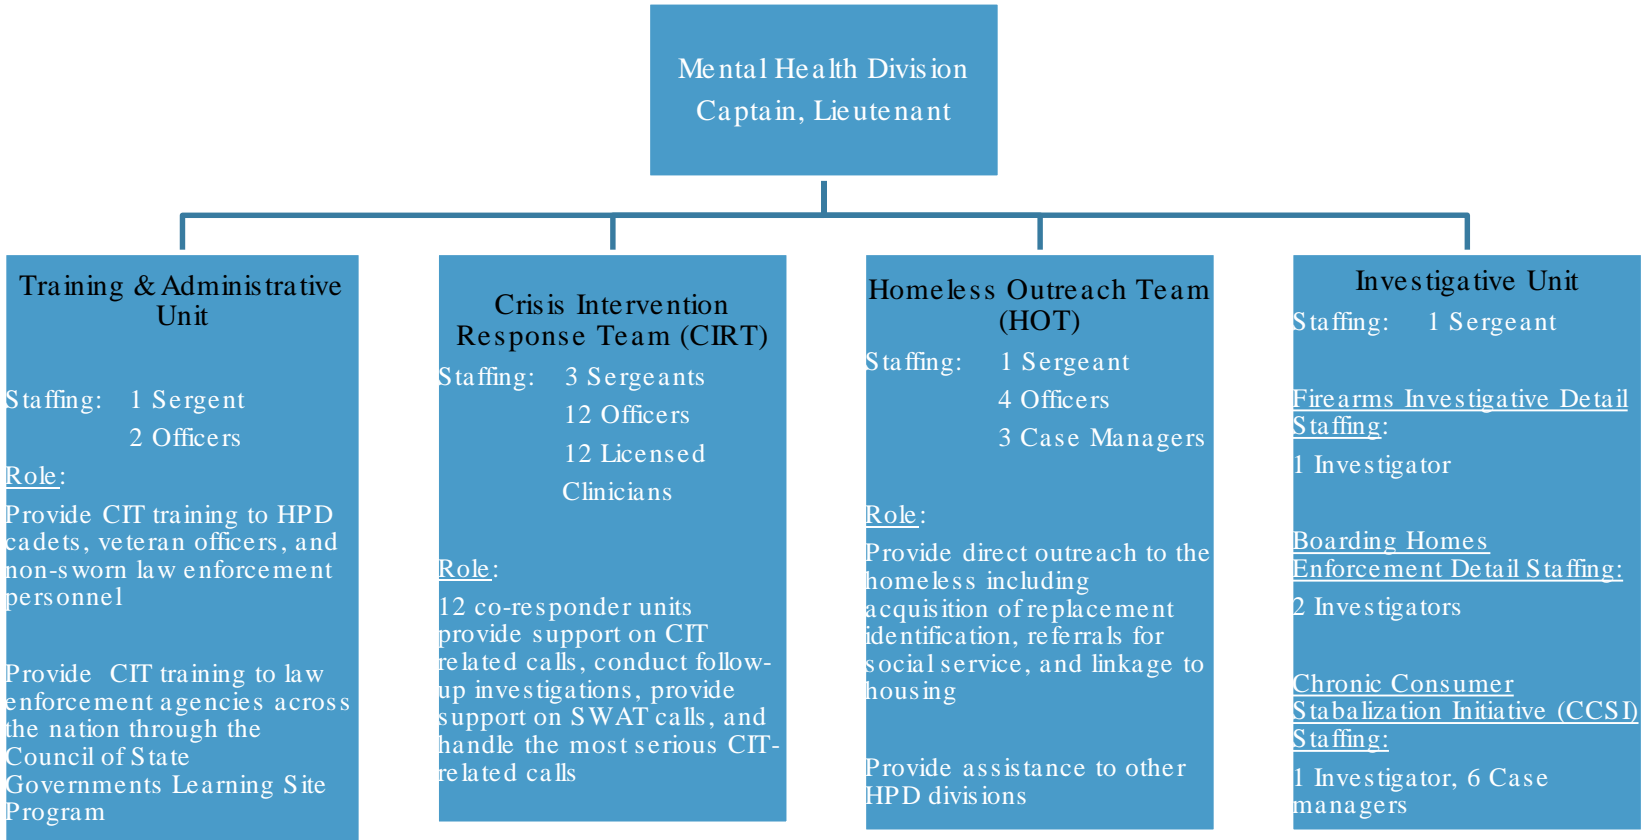 Mental Health Division
Captain, Lieutenant
Training & Administrative
Unit
Staffing: 1 Sergent
2 Officers
Role:
Provide CIT training to HPD
cadets, veteran officers, and
non-sworn law enforcement
personnel
Provide CIT training to law
enforcement agencies across
the nation through the
Council of State
Governments Learning Site
Program
Crisis Intervention
Response Team (CIRT)
Staffing: 3 Sergeants
12 Officers
12 Licensed
Clinicians
Role:
12 co-responder units
provide support on CIT
related calls, conduct follow-
up investigations, provide
support on SWAT calls, and
handle the most serious CIT-
related calls
Homeless Outreach Team
(HOT)
Staffing: 1 Sergeant
4 Officers
3 Case Managers
Role:
Provide direct outreach to the
homeless including
acquisition of replacement
identification, referrals for
social service, and linkage to
housing
Provide assistance to other
HPD divisions
Investigative Unit
Staffing: 1 Sergeant
Firearms Investigative Detail
Staffing:
1 Investigator
Boarding Homes
Enforcement Detail Staffing:
2 Investigators
Chronic Consumer
Stabalization Initiative (CCSI)
Staffing:
1 Investigator, 6 Case
managers